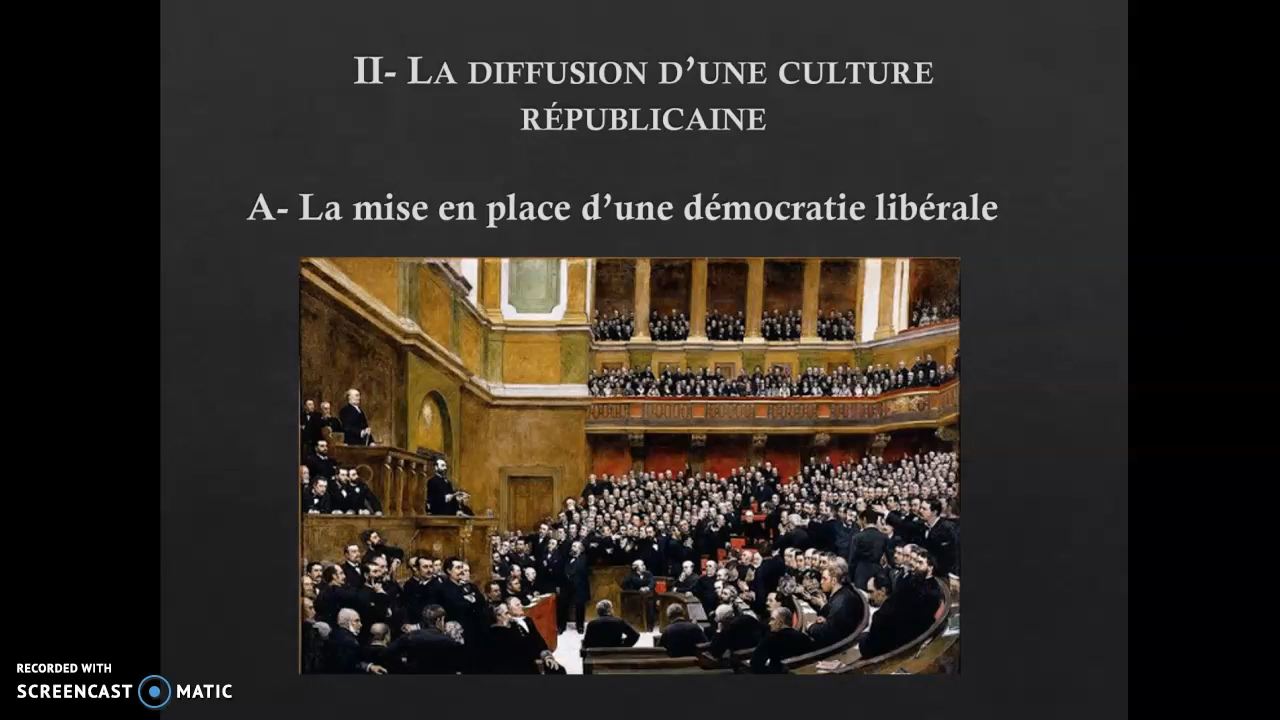 II- LA DIFFUSION D’UNE CULTURE
RÉPUBLICAINE
A- La mise en place d’une démocratie libérale
RECORDED WITH
SCREENCAST MATIC